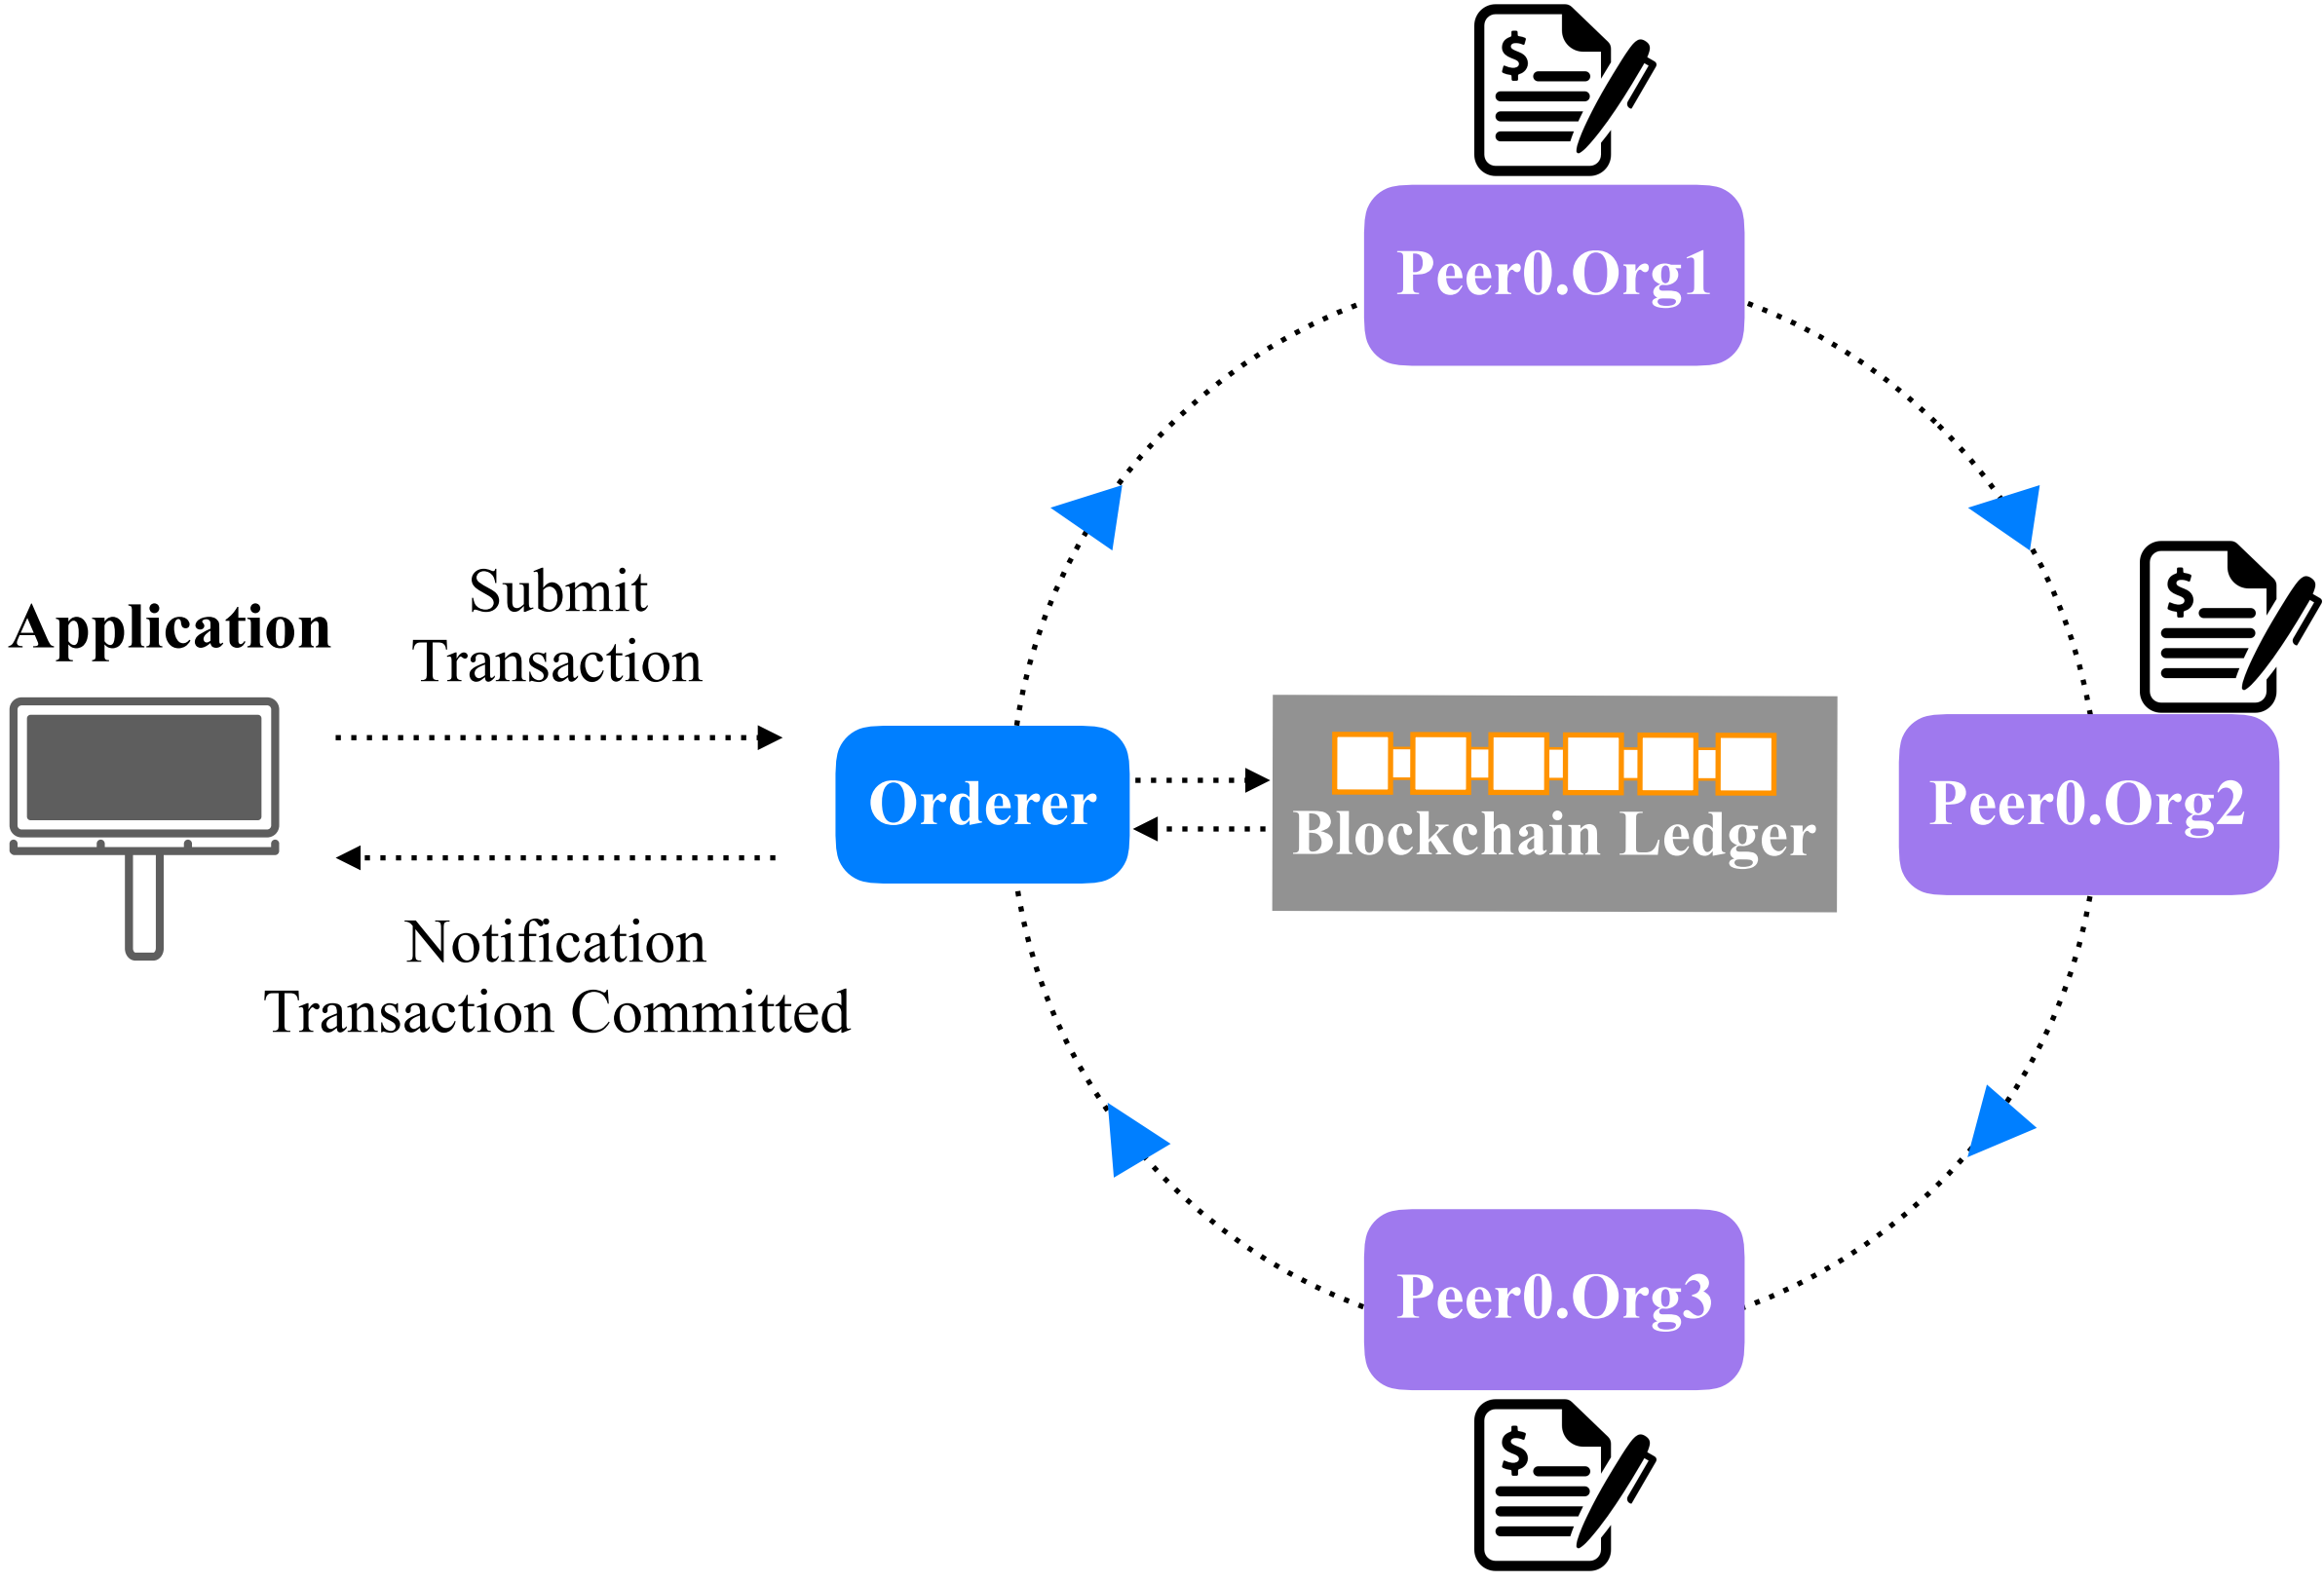 $
Peer0.Org1
Submit
Transaction
Application
$
Orderer
Blockchain Ledger
Peer0.Org2
Notification
Transaction Committed
Peer0.Org3
$